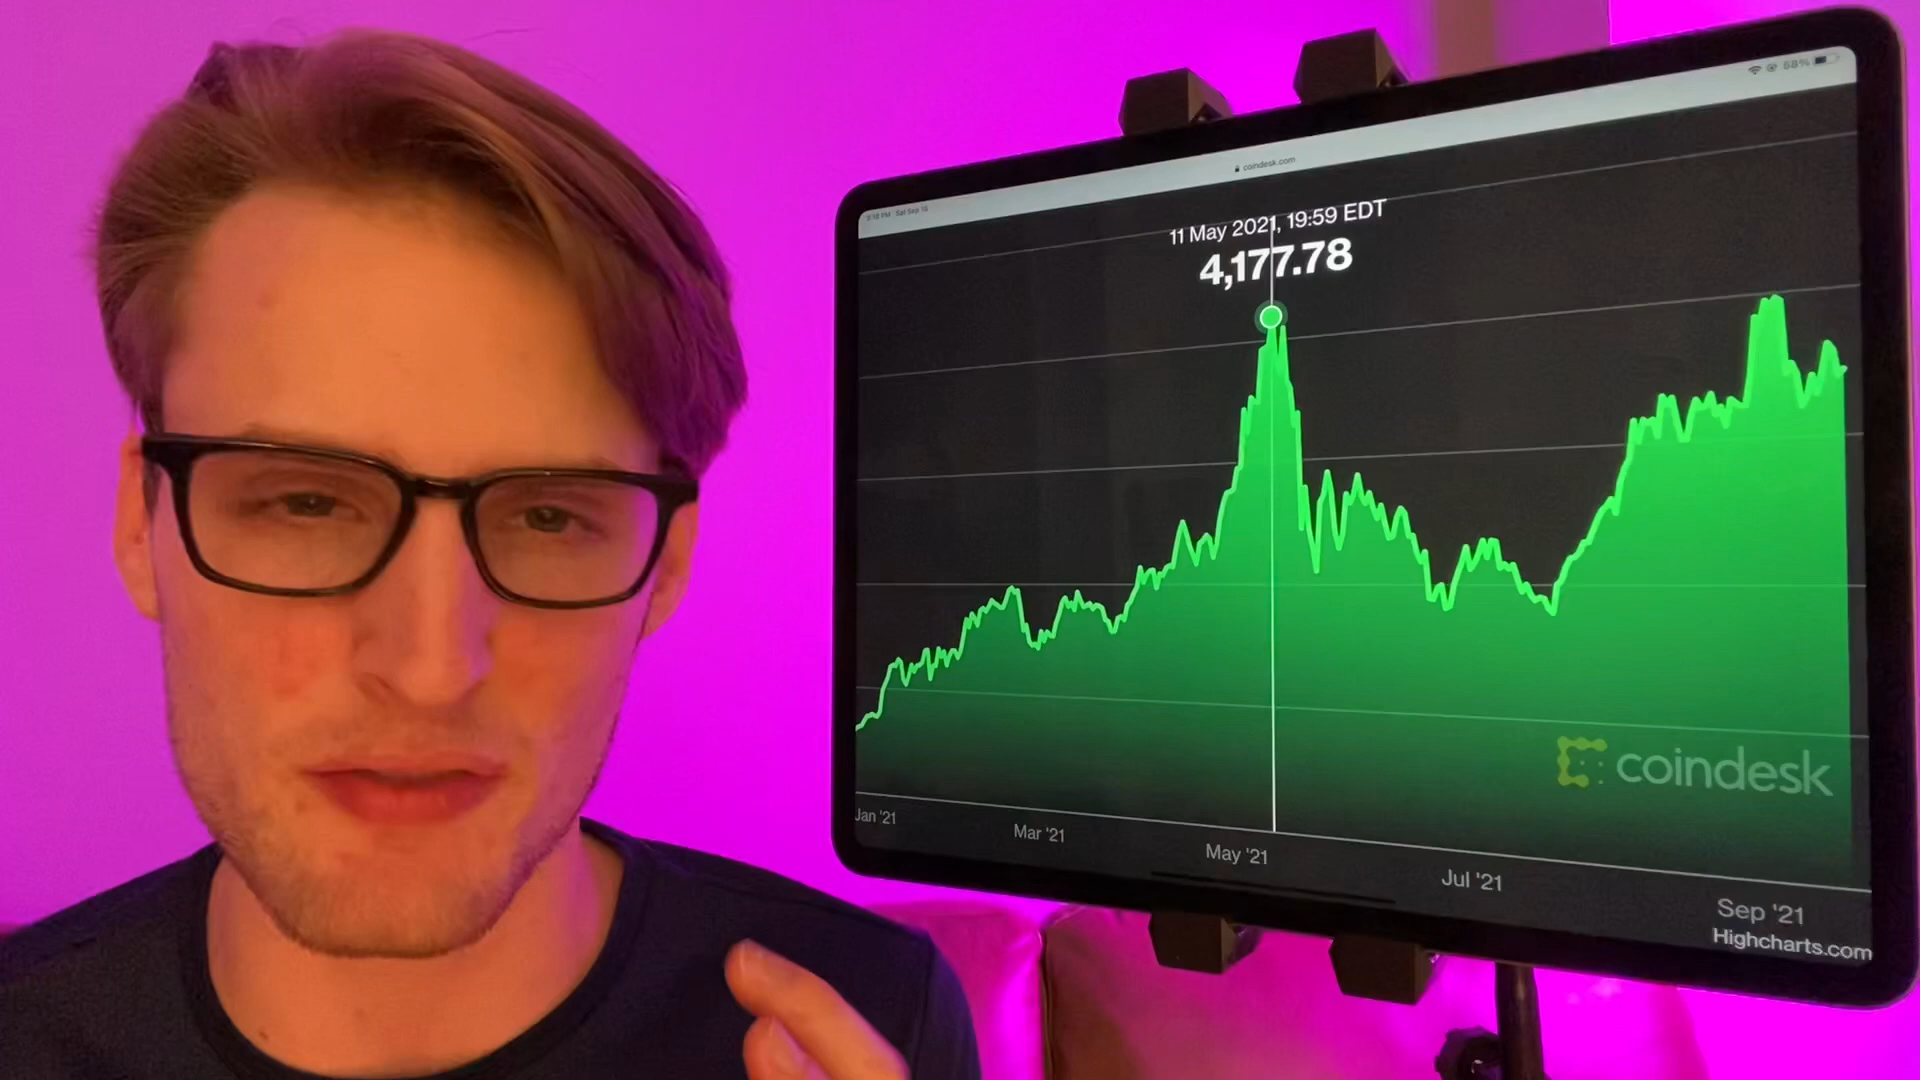 68%
coindesk.com
11 May 2021, 19:59 EDT
4,177.78
coindesk
Jan '21
Mar '21
May '21
Jul '21
Sep '21
Highcharts.com